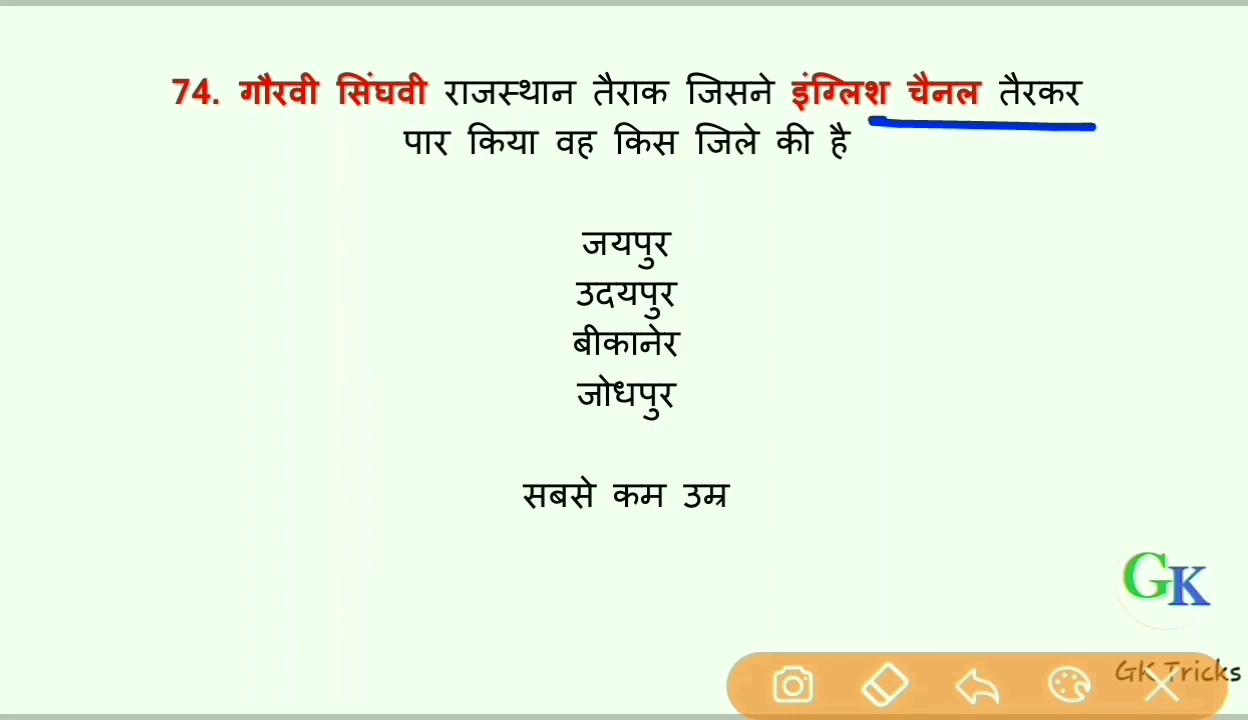 74. गौरवी सिंघवी राजस्थान तैराक जिसने इंग्लिश चैनल तैरकर
पार किया वह किस जिले की है
जयपुर
उदयपुर
बीकानेर
जोधपुर
सबसे कम उम्र
GK
GK Tricks